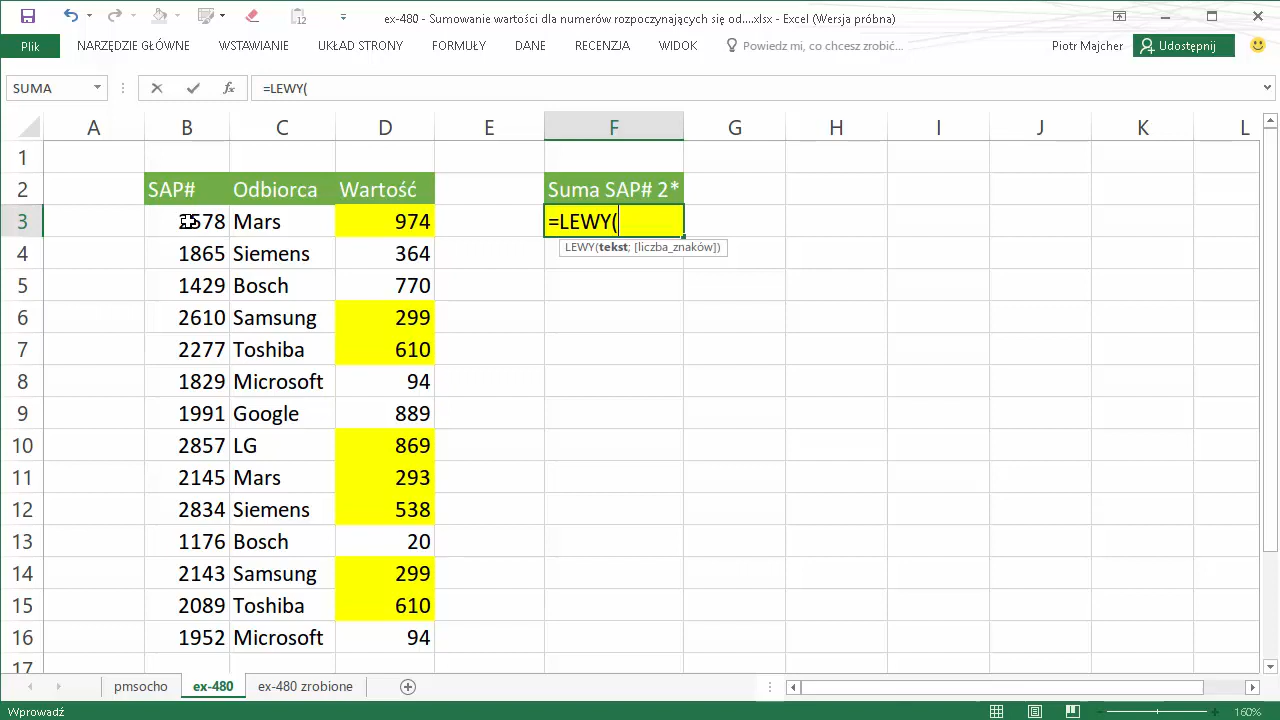 ex-480 - Sumowanie wartości dla numerów rozpoczynających się od....xlsx - Excel (Wersja próbna)
Plik NARZĘDZIE GŁÓWNE WSTAWIANIE UKŁAD STRONY FORMUŁY DANE RECENZJA WIDOK Powiedz mi, co chcesz zrobić... Piotr Majcher Udostępnij
SUMA fx =LEWY(
A B C D E F G H I J K L
1
2 SAP# Odbiorca Wartość Suma SAP# 2*
3 Mars 974 =LEWY(
LEWY(tekst; [liczba_znaków])
4 1865 Siemens 364
5 1429 Bosch 770
6 2610 Samsung 299
7 2277 Toshiba 610
8 1829 Microsoft 94
9 1991 Google 889
10 2857 LG 869
11 2145 Mars 293
12 2834 Siemens 538
13 1176 Bosch 20
14 2143 Samsung 299
15 2089 Toshiba 610
16 1952 Microsoft 94
17
pmsocho ex-480 ex-480 zrobione
Wprowadź 160%